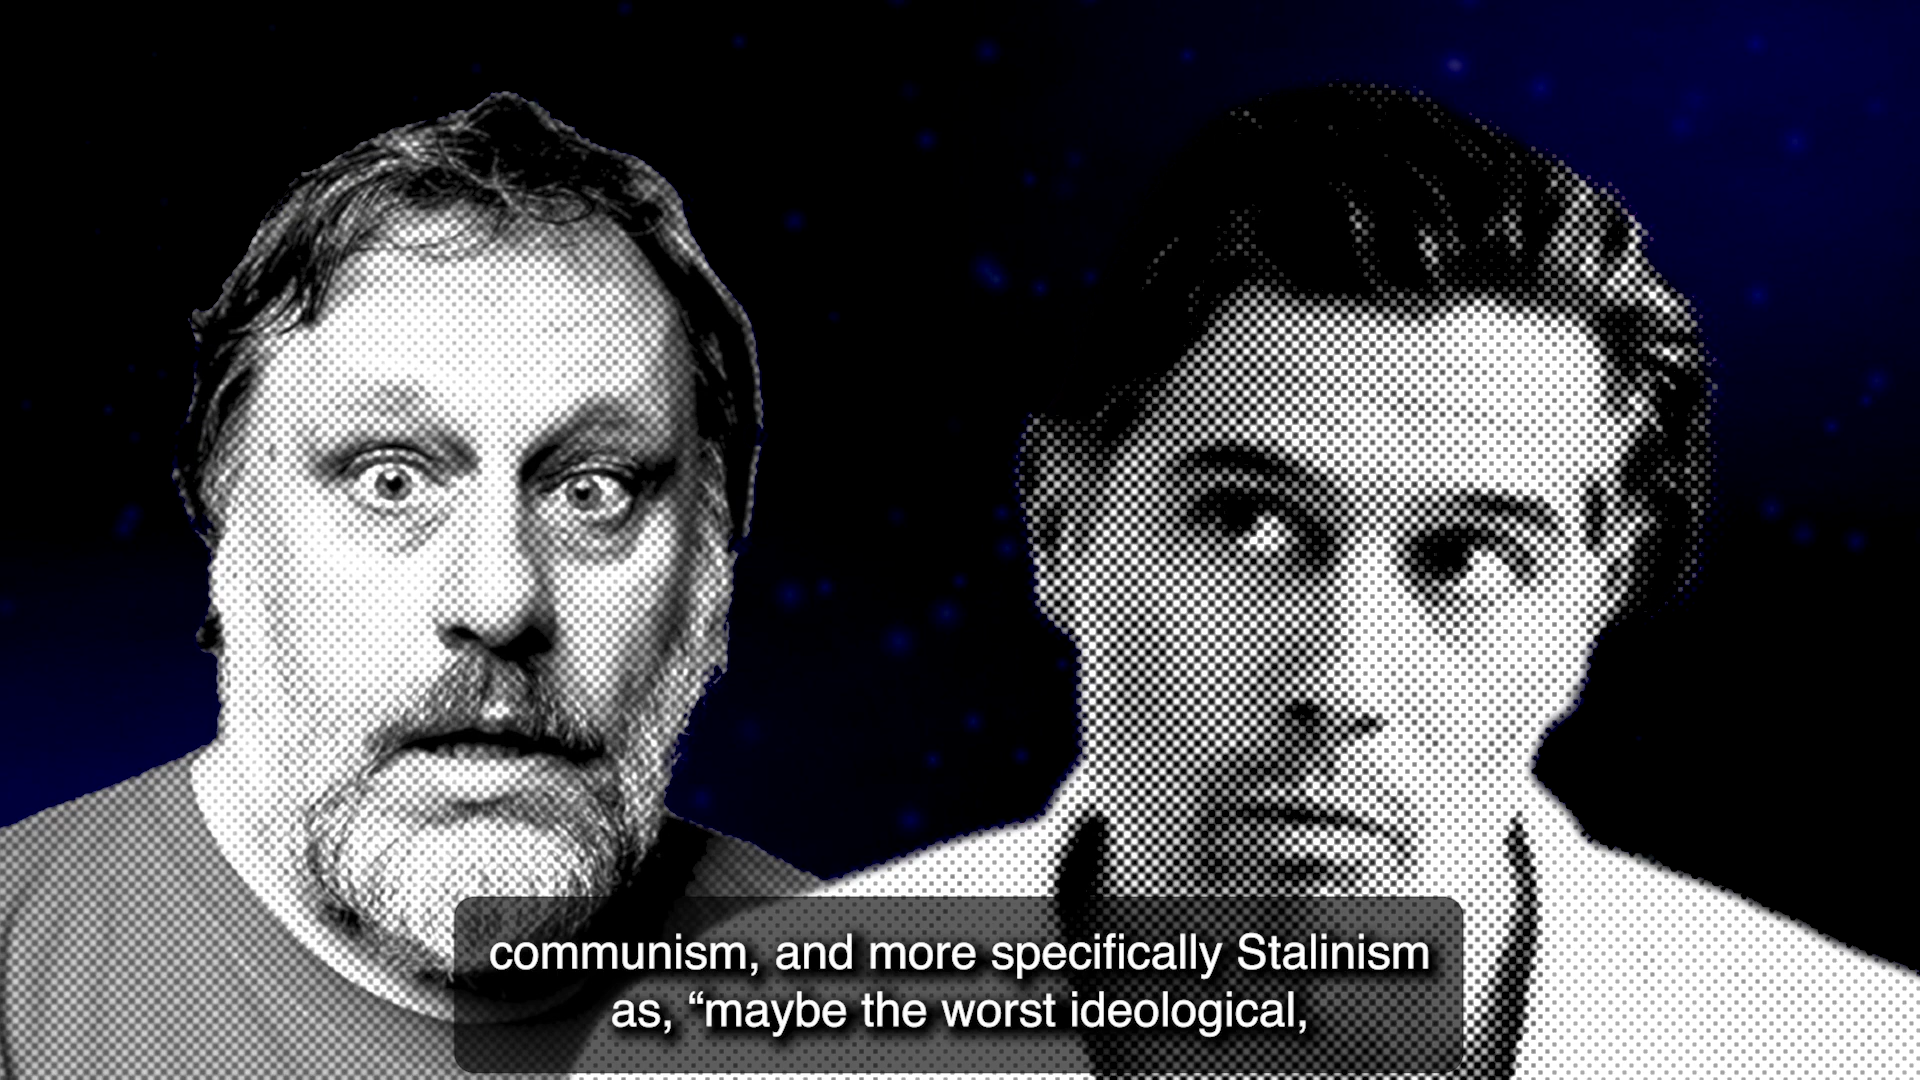 communism, and more specifically Stalinism
as, “maybe the worst ideological,